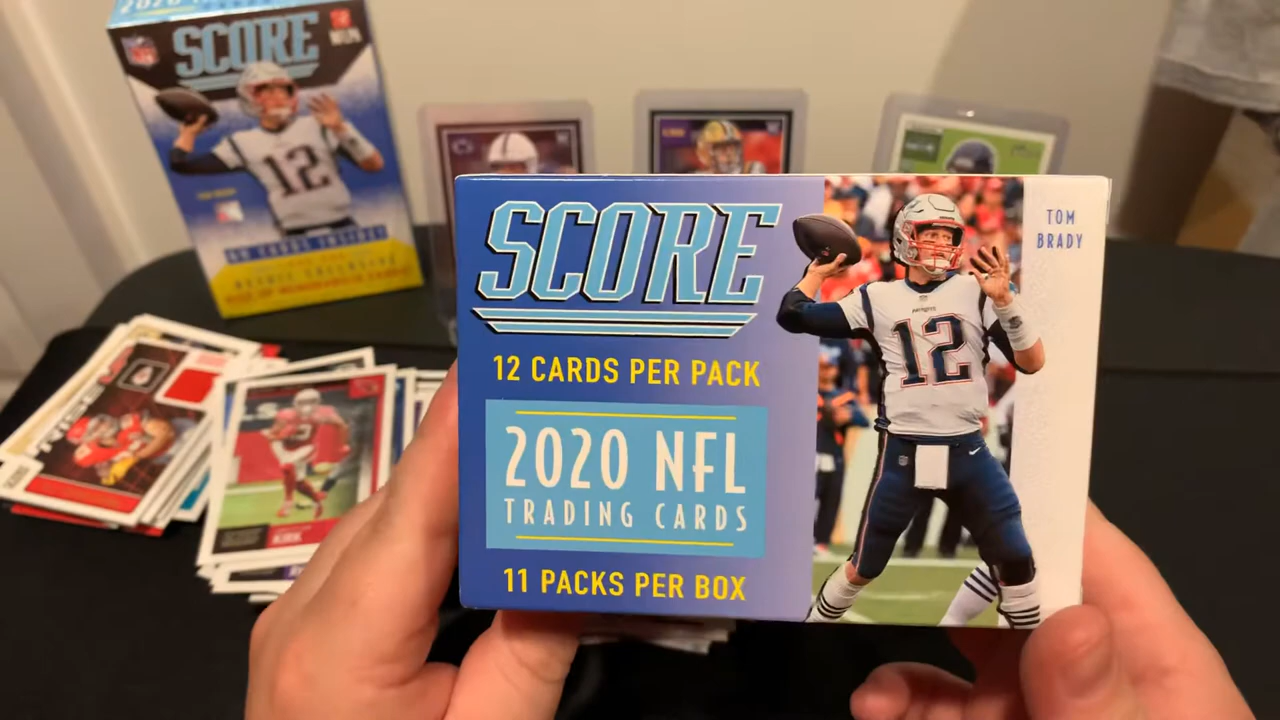 SCORE
NFL
12
SCORE
12 CARDS PER PACK
2020 NFL
TRADING CARDS
11 PACKS PER BOX
TOM
BRADY
12
KIRK